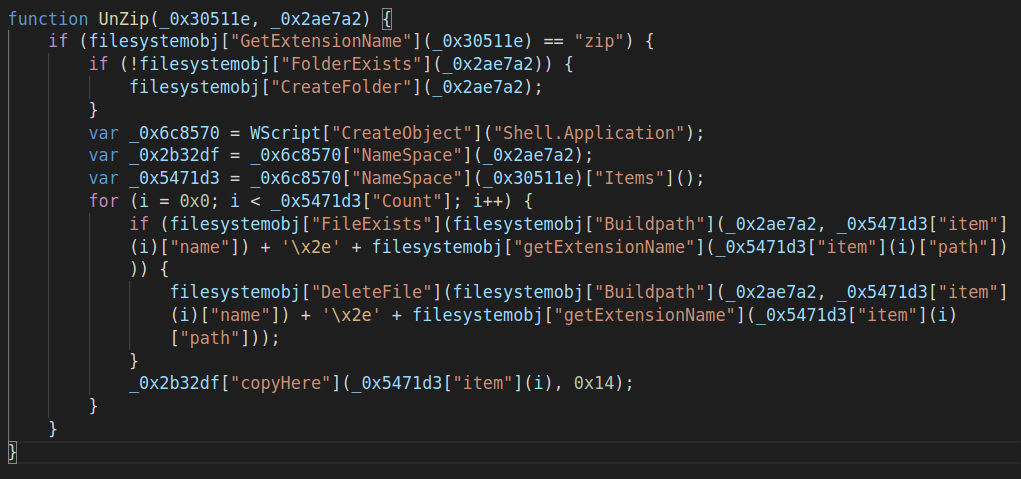 function UnZip(_0x30511e, _0x2ae7a2) {
if (filesystemobj["GetExtensionName"](_0x30511e) == "zip") {
if (!filesystemobj["FolderExists"](_0x2ae7a2)) {
filesystemobj["CreateFolder"](_0x2ae7a2);
}
var _0x6c8570 = WScript["CreateObject"]("Shell.Application");
var _0x2b32df = _0x6c8570["NameSpace"](_0x2ae7a2);
var _0x5471d3 = _0x6c8570["NameSpace"](_0x30511e)["Items"]();
for (i = 0x0; i < _0x5471d3["Count"]; i++) {
if (filesystemobj["FileExists"](filesystemobj["Buildpath"](_0x2ae7a2, _0x5471d3["item"]
(i)["name"]) + '\x2e' + filesystemobj["getExtensionName"](_0x5471d3["item"](i)["path"])
)) {
filesystemobj["DeleteFile"](filesystemobj["Buildpath"](_0x2ae7a2, _0x5471d3["item"]
(i)["name"]) + '\x2e' + filesystemobj["getExtensionName"](_0x5471d3["item"](i)
["path"]));
}
_0x2b32df["copyHere"](_0x5471d3["item"](i), 0x14);
}
}
}